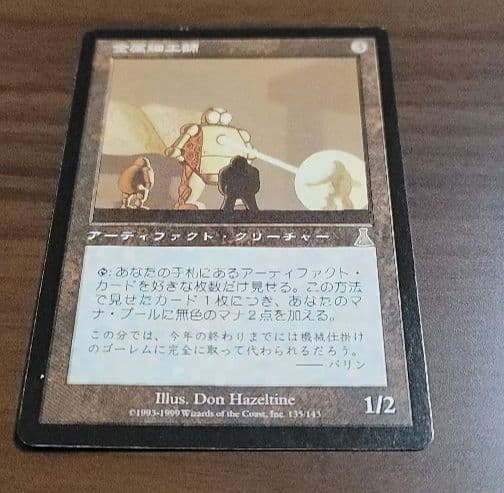 金属細工師 3
アーティファクト・クリーチャー
:あなたの手札にあるアーティファクト・
カードを好きな枚数だけ見せる。この方法
で見せたカード1枚につき、あなたのマ
ナ・プールに無色のマナ2点を加える。
この分では、今年の終わりまでには機械仕掛け
のゴーレムに完全に取って代わられるだろう。
—— バリン
Illus. Don Hazeltine
©1993-1999 Wizards of the Coast, Inc. 135/143
1/2